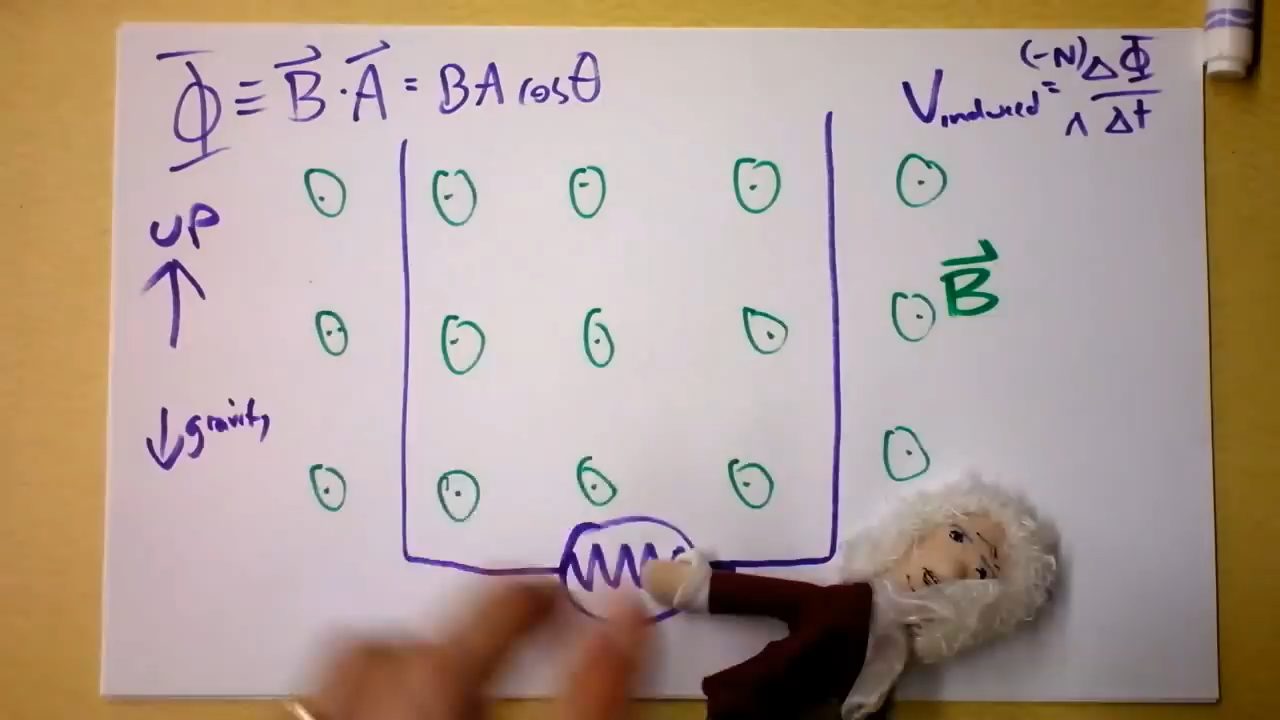 Φ ≡ B⃗ · A⃗ = BA cosθ
V induced = (-N) ΔΦ / Δt
UP
gravity
B⃗